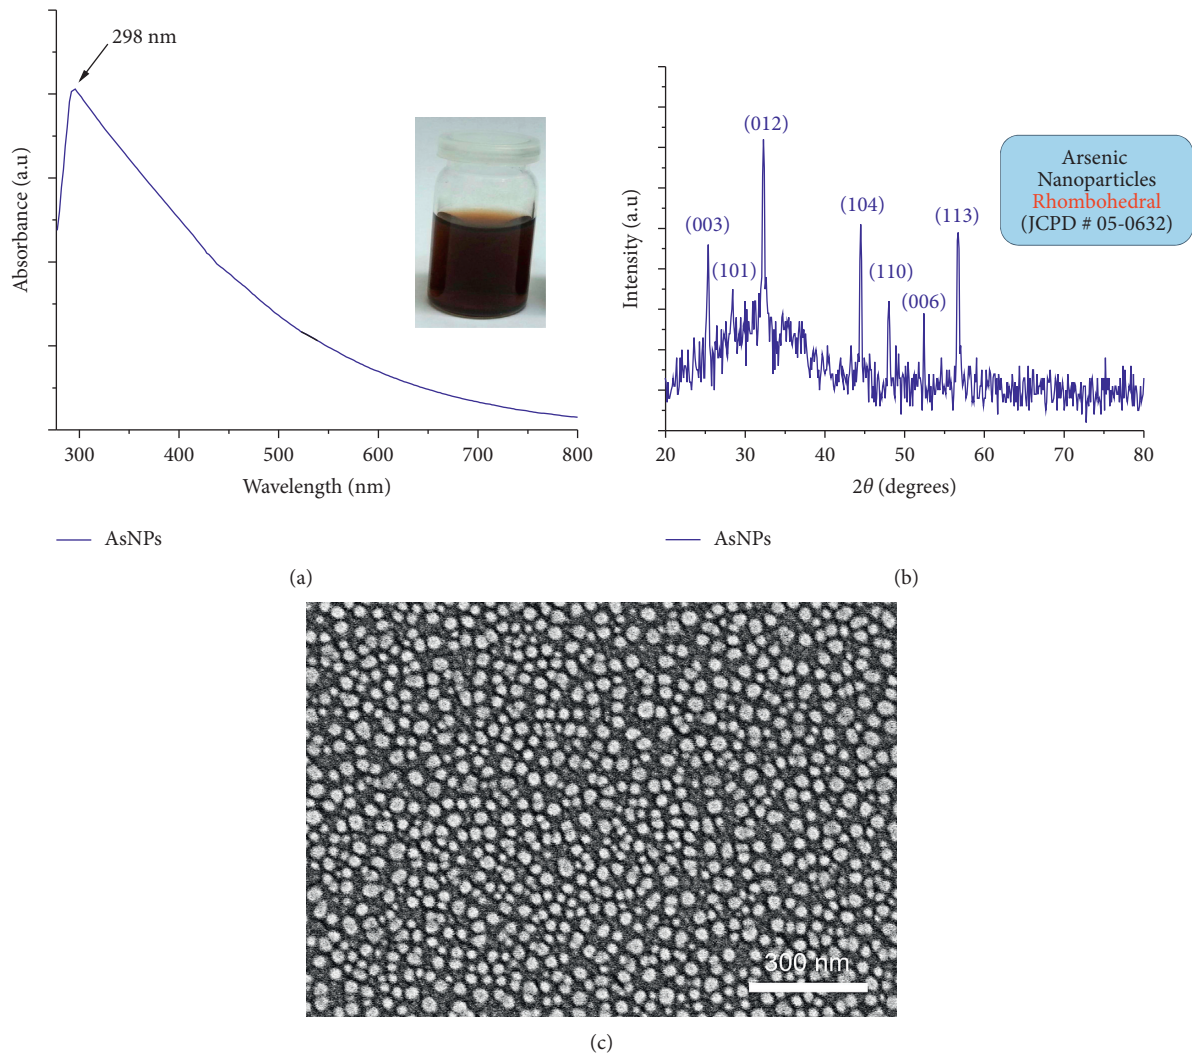 298 nm
Absorbance (a.u)
300 400 500 600 700 800
Wavelength (nm)
AsNPs
(a)
(012)
(003)
(101)
(104)
(110)
(006)
(113)
Arsenic
Nanoparticles
Rhombohedral
(JCPD # 05-0632)
Intensity (a.u)
20 30 40 50 60 70 80
2θ (degrees)
AsNPs
(b)
300 nm
(c)